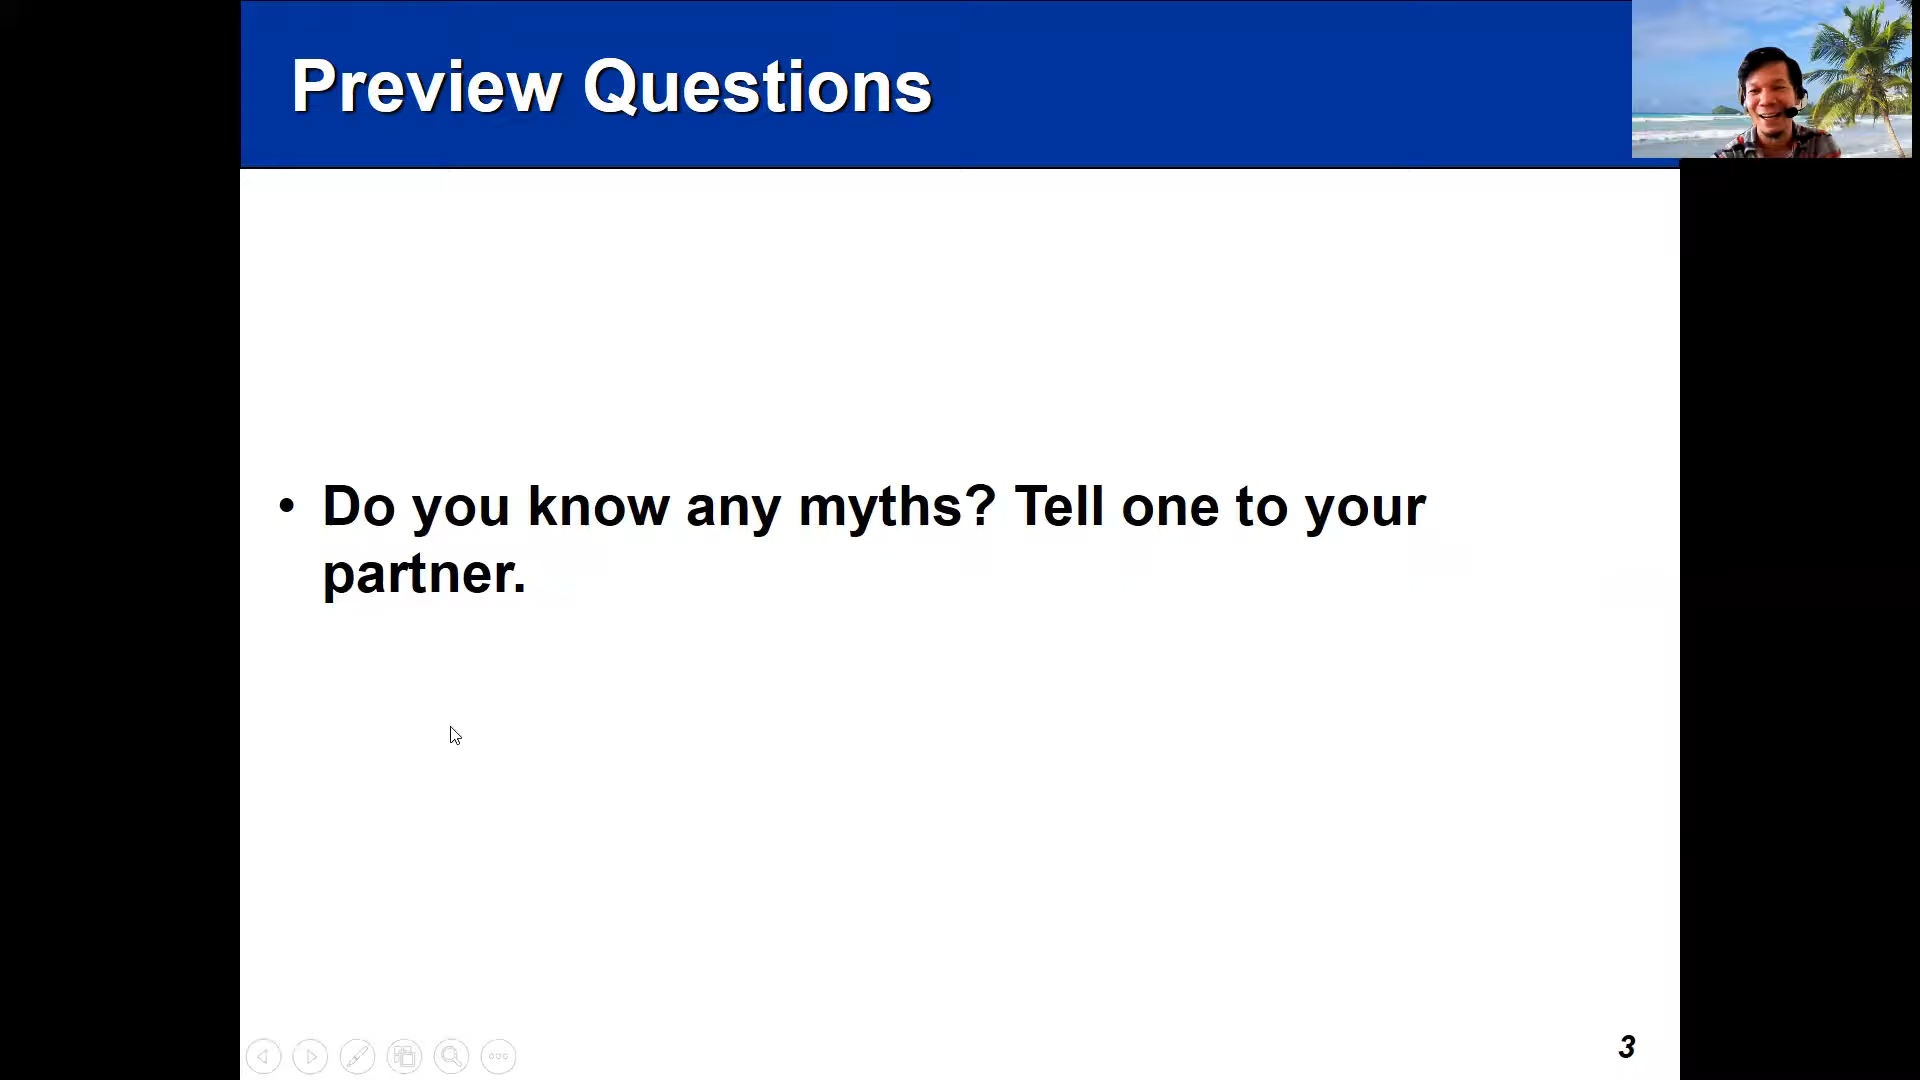 Preview Questions
• Do you know any myths? Tell one to your
partner.
3